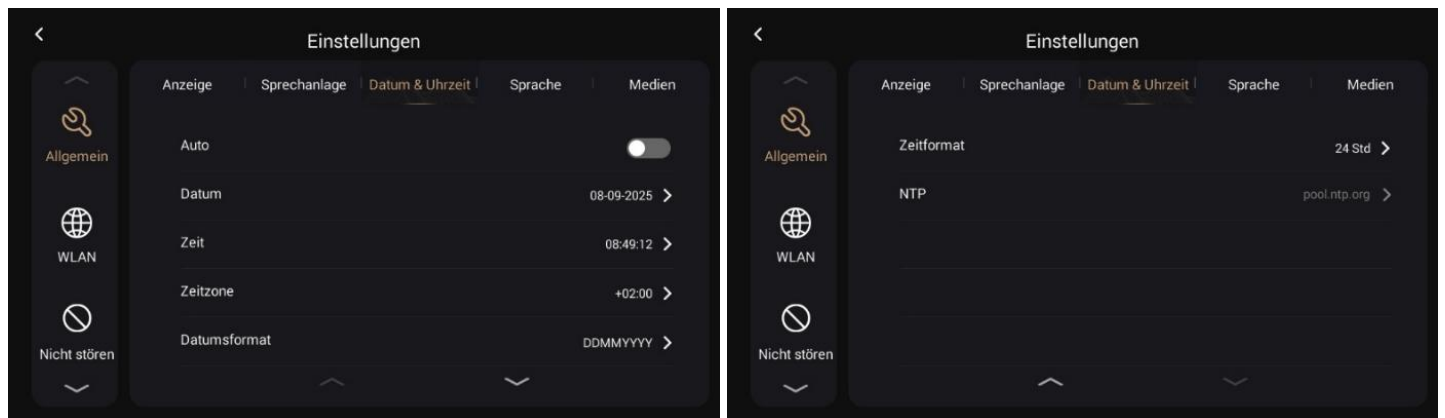 Einstellungen
Anzeige Sprechanlage Datum & Uhrzeit Sprache Medien
Allgemein
WLAN
Nicht stören
Auto
Datum 08-09-2025
Zeit 08:49:12
Zeitzone +02:00
Datumsformat DDMMYYYY
Einstellungen
Anzeige Sprechanlage Datum & Uhrzeit Sprache Medien
Allgemein
WLAN
Nicht stören
Zeitformat 24 Std
NTP pool.ntp.org